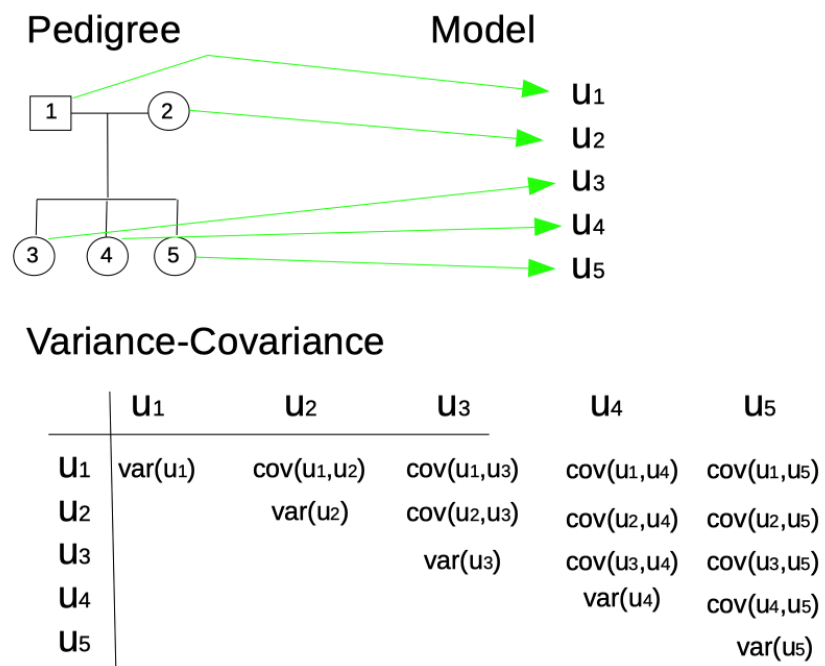 Pedigree Model
1 2
3 4 5
u1
u2
u3
u4
u5
Variance-Covariance
u1 u2 u3 u4 u5
u1 var(u1) cov(u1,u2) cov(u1,u3) cov(u1,u4) cov(u1,u5)
u2 var(u2) cov(u2,u3) cov(u2,u4) cov(u2,u5)
u3 var(u3) cov(u3,u4) cov(u3,u5)
u4 var(u4) cov(u4,u5)
u5 var(u5)